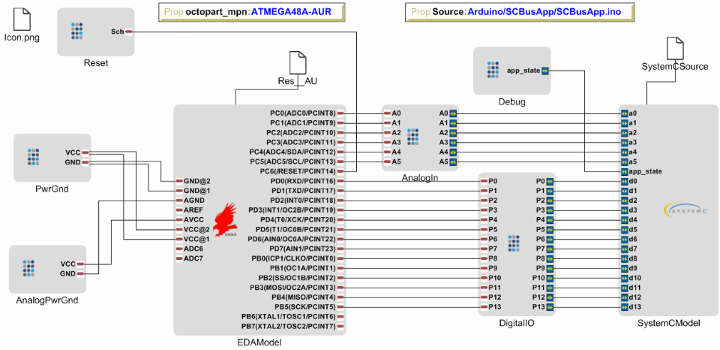 Prop octopart_mpn:ATMEGA48A-AUR
Prop Source:Arduino/SCBusApp/SCBusApp.ino
Icon.png
Sch
Reset
Res__AU
app_state
Debug
SystemCSource
VCC
GND
PwrGnd
VCC
GND
AnalogPwrGnd
GND@2
GND@1
AGND
AREF
AVCC
VCC@2
VCC@1
ADC6
ADC7
PC0(ADC0/PCINT8)
PC1(ADC1/PCINT9)
PC2(ADC2/PCINT10)
PC3(ADC3/PCINT11)
PC4(ADC4/SDA/PCINT12)
PC5(ADC5/SCL/PCINT13)
PC6(/RESET/PCINT14)
PD0(RXD/PCINT16)
PD1(TXD/PCINT17)
PD2(INT0/PCINT18)
PD3(INT1/OC2B/PCINT19)
PD4(T0/XCK/PCINT20)
PD5(T1/OC0B/PCINT21)
PD6(AIN0/OC0A/PCINT22)
PD7(AIN1/PCINT23)
PB0(ICP1/CLKO/PCINT0)
PB1(OC1A/PCINT1)
PB2(SS/OC1B/PCINT2)
PB3(MOSI/OC2A/PCINT3)
PB4(MISO/PCINT4)
PB5(SCK/PCINT5)
PB6(XTAL1/TOSC1/PCINT6)
PB7(XTAL2/TOSC2/PCINT7)
EAGLE
EDAModel
A0 A0
A1 A1
A2 A2
A3 A3
A4 A4
A5 A5
AnalogIn
P0 P0
P1 P1
P2 P2
P3 P3
P4 P4
P5 P5
P6 P6
P7 P7
P8 P8
P9 P9
P10 P10
P11 P11
P12 P12
P13 P13
DigitalIO
a0
a1
a2
a3
a4
a5
app_state
d0
d1
d2
d3
d4
d5
d6
d7
d8
d9
d10
d11
d12
d13
SYSTEMC
SystemCModel